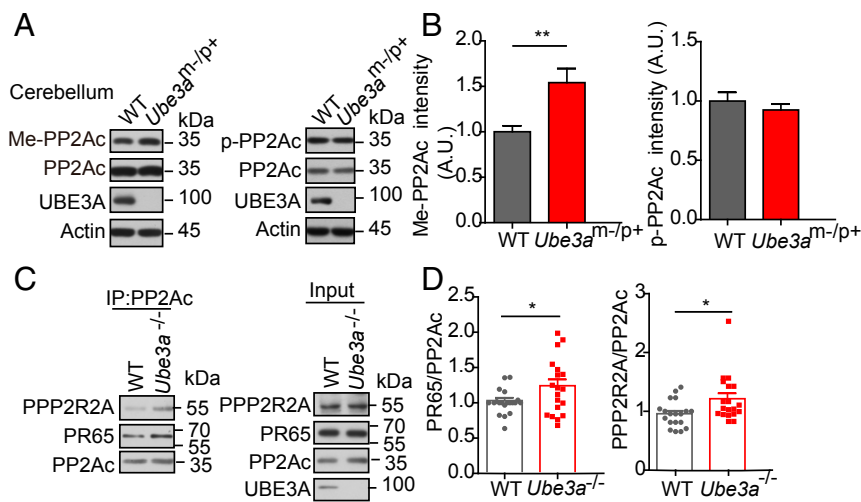 A
Cerebellum
WT
Ube3a m-/p+
kDa
Me-PP2Ac
35
PP2Ac
35
UBE3A
100
Actin
45
WT
Ube3a m-/p+
kDa
p-PP2Ac
35
PP2Ac
35
UBE3A
100
Actin
45
B
Me-PP2Ac intensity
(A.U.)
2.0
1.5
1.0
0.5
0
**
WT Ube3a m-/p+
p-PP2Ac intensity (A.U.)
1.5
1.0
0.5
0
WT Ube3a m-/p+
C
IP:PP2Ac
WT
Ube3a -/-
kDa
PPP2R2A
55
PR65
70
55
PP2Ac
35
Input
WT
Ube3a -/-
kDa
PPP2R2A
55
PR65
70
55
PP2Ac
35
UBE3A
100
D
PR65/PP2Ac
2.5
2.0
1.5
1.0
0.5
0.0
*
WT Ube3a -/-
PPP2R2A/PP2Ac
3
2
1
0
*
WT Ube3a -/-